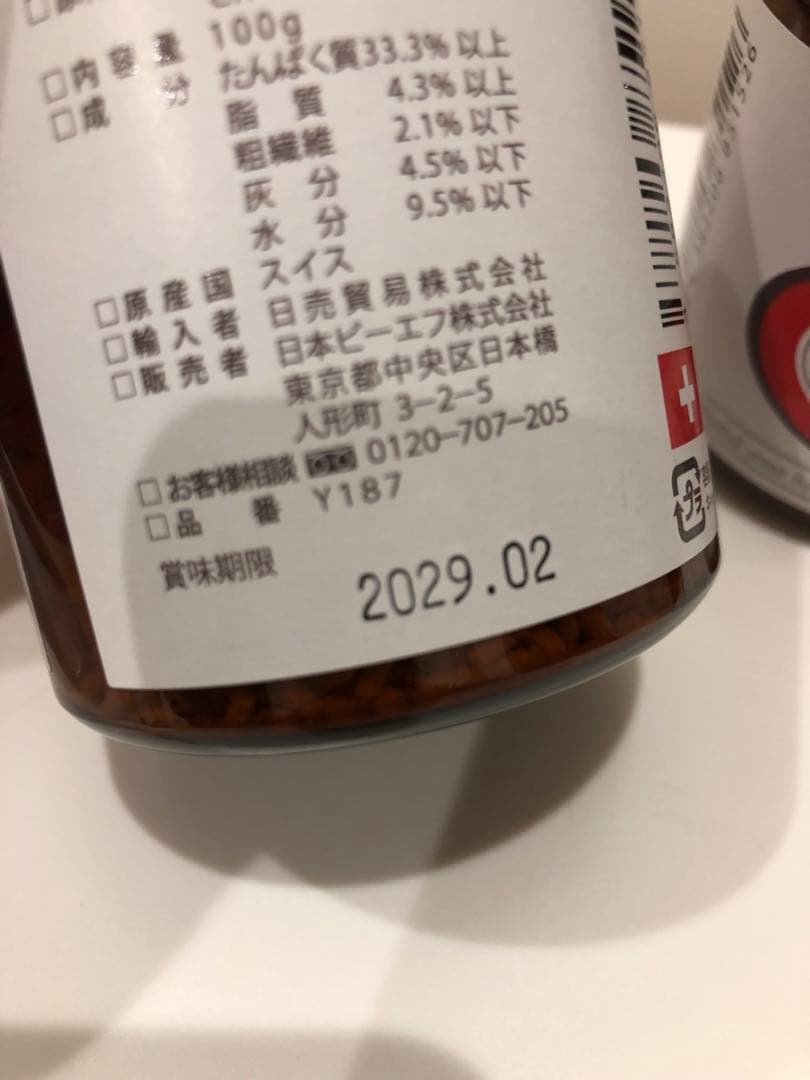 □内容量 100g
□成　分 たんぱく質33.3%以上
脂　質 4.3%以上
粗繊維 2.1%以下
灰　分 4.5%以下
水　分 9.5%以下
□原産国 スイス
□輸入者 日売貿易株式会社
□販売者 日本ビーエフ株式会社
東京都中央区日本橋
人形町 3-2-5
□お客様相談 0120-707-205
□品　番 Y187
賞味期限 2029.02
プラ